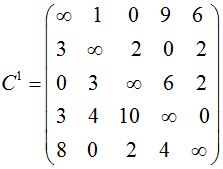 ∞ 1 0 9 6
3 ∞ 2 0 2
C¹ = 0 3 ∞ 6 2
3 4 10 ∞ 0
8 0 2 4 ∞